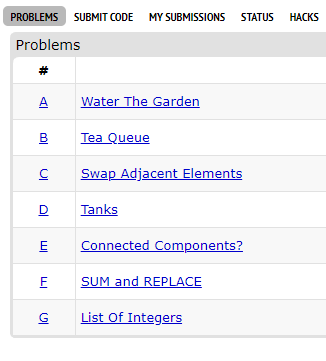 PROBLEMS SUBMIT CODE MY SUBMISSIONS STATUS HACKS
Problems
#
A Water The Garden
B Tea Queue
C Swap Adjacent Elements
D Tanks
E Connected Components?
F SUM and REPLACE
G List Of Integers